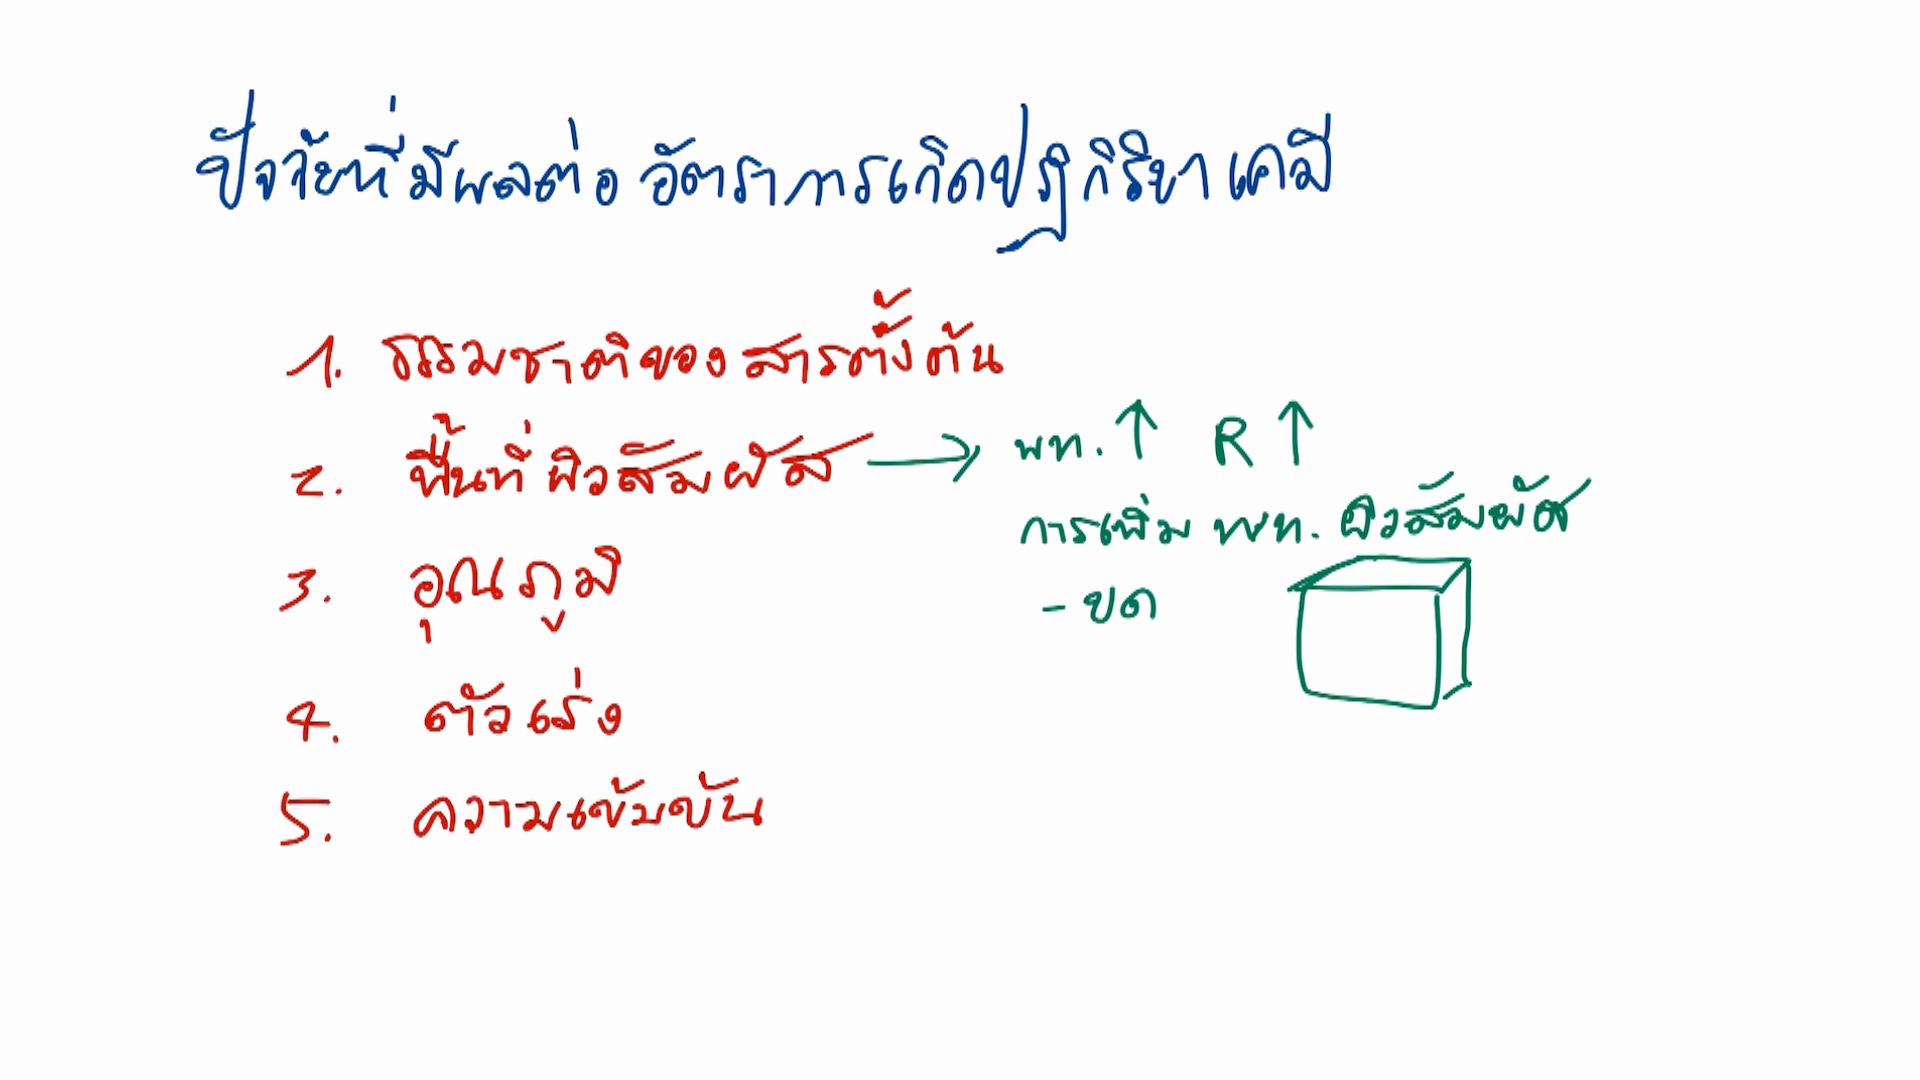 ปัจจัยที่มีผลต่อ อัตราการเกิดปฏิกิริยาเคมี
1. ธรรมชาติของสารตั้งต้น
2. พื้นที่ผิวสัมผัส → พท. ↑ R ↑
การเพิ่ม พท. ผิวสัมผัส
- บด
3. อุณภูมิ
4. ตัวเร่ง
5. ความเข้มข้น